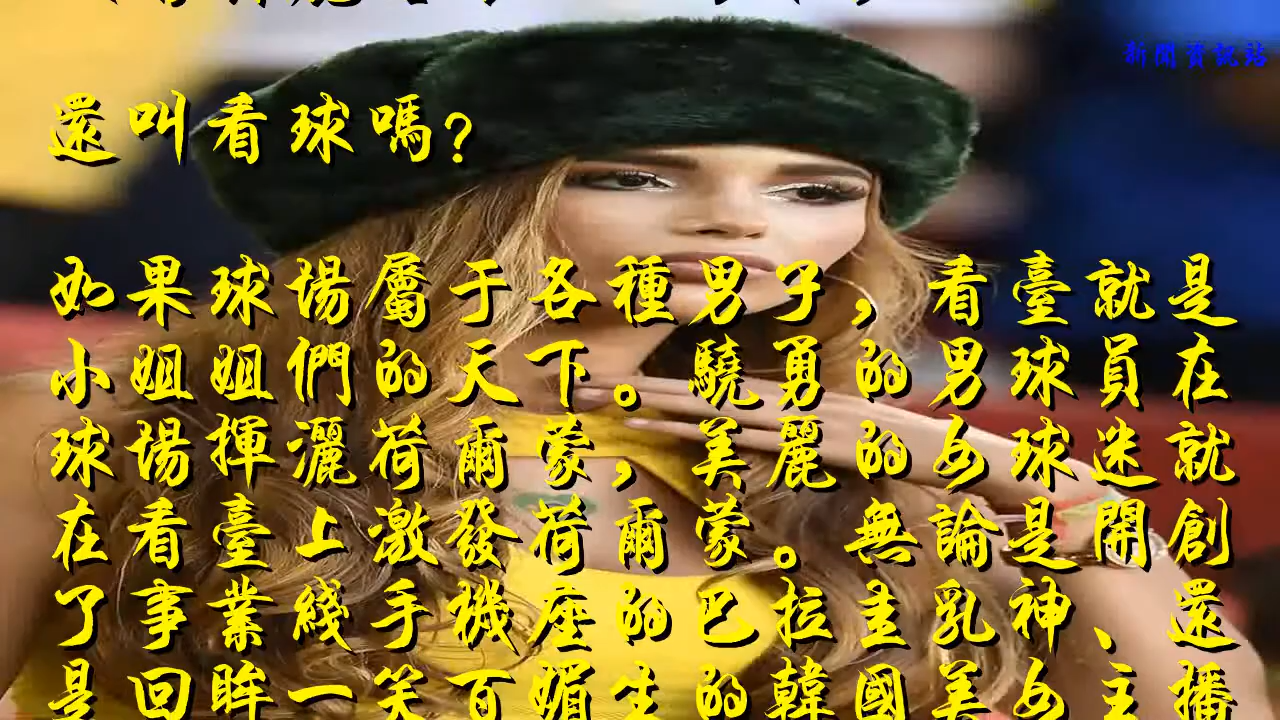 新聞資訊站
還叫看球嗎?
如果球場屬于各種男子，看臺就是
小姐姐們的天下。驍勇的男球員在
球場揮灑荷爾蒙，美麗的女球迷就
在看臺上激發荷爾蒙。無論是開創
了事業綫手機座的巴拉圭乳神、還
是回眸一笑百媚生的韓國美女主播